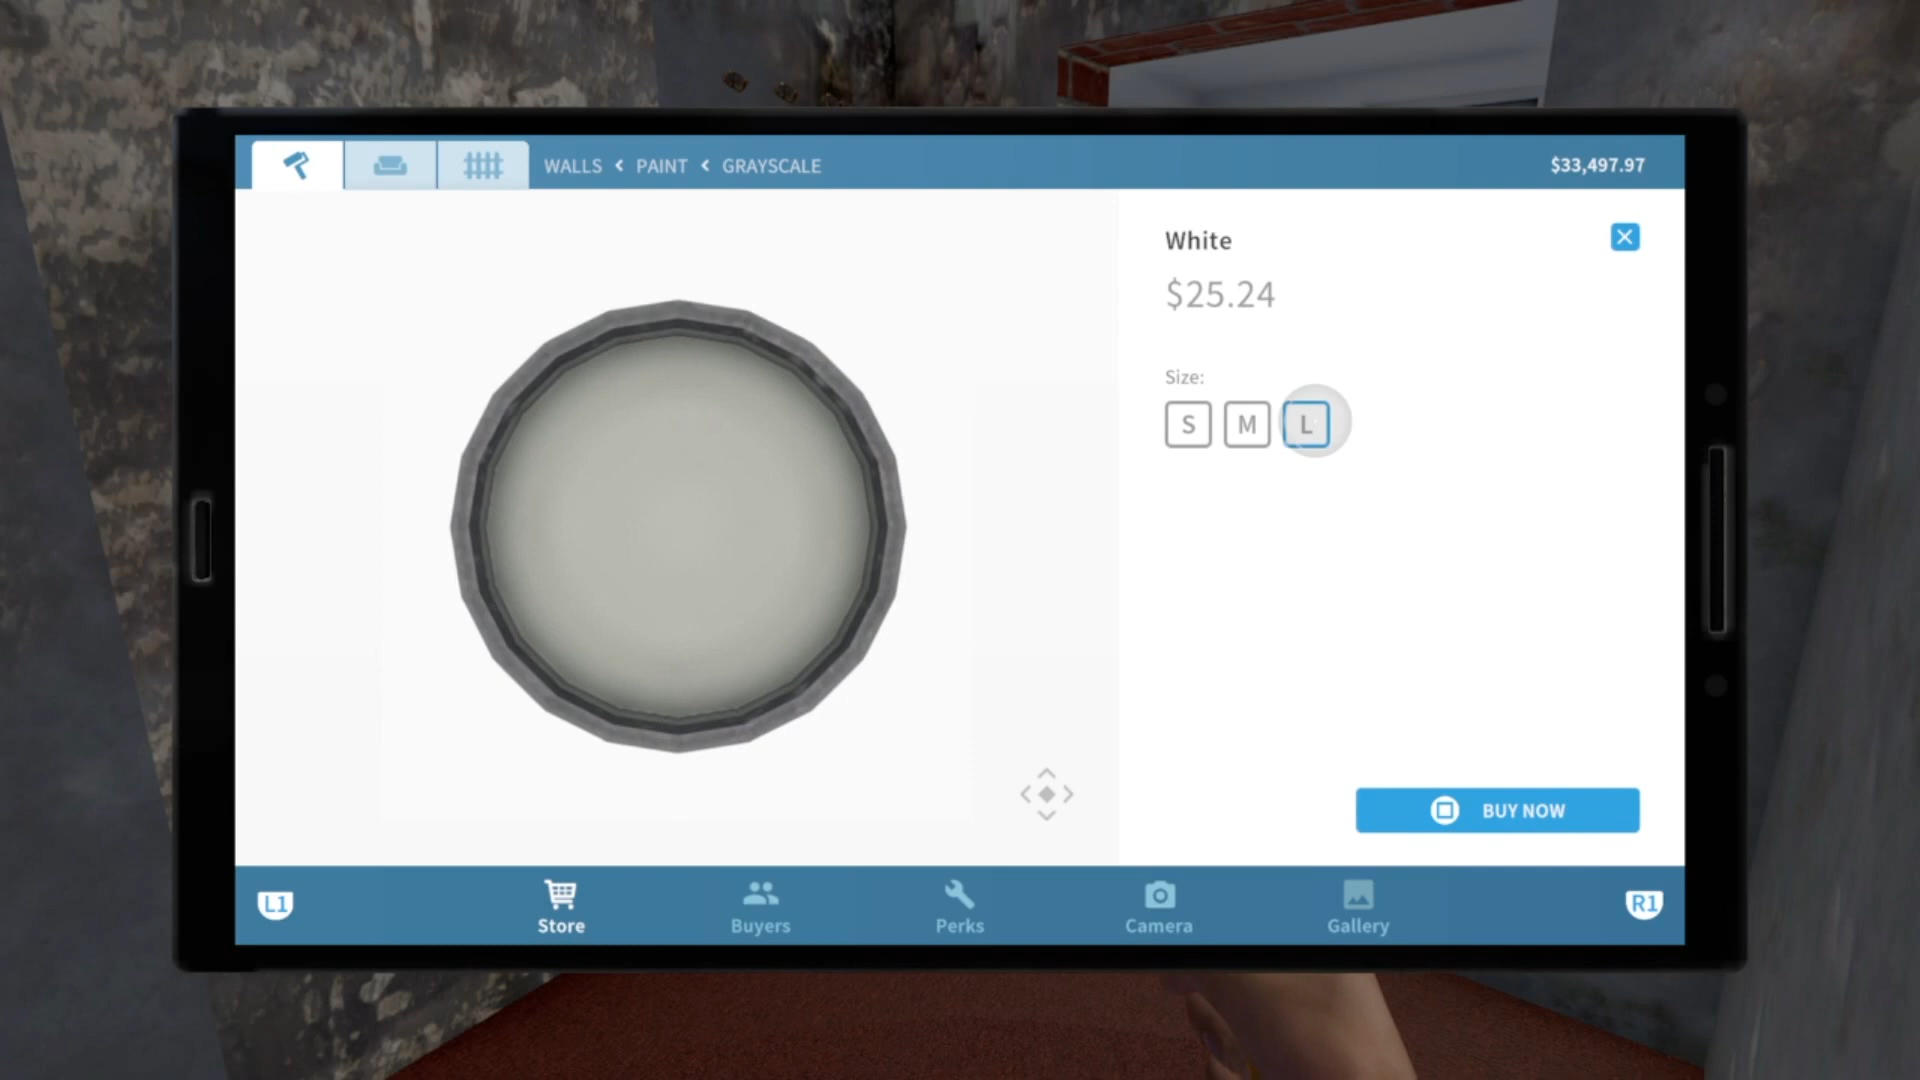 WALLS < PAINT < GRAYSCALE
$33,497.97
White
$25.24
Size:
S M L
BUY NOW
L1
Store
Buyers
Perks
Camera
Gallery
R1